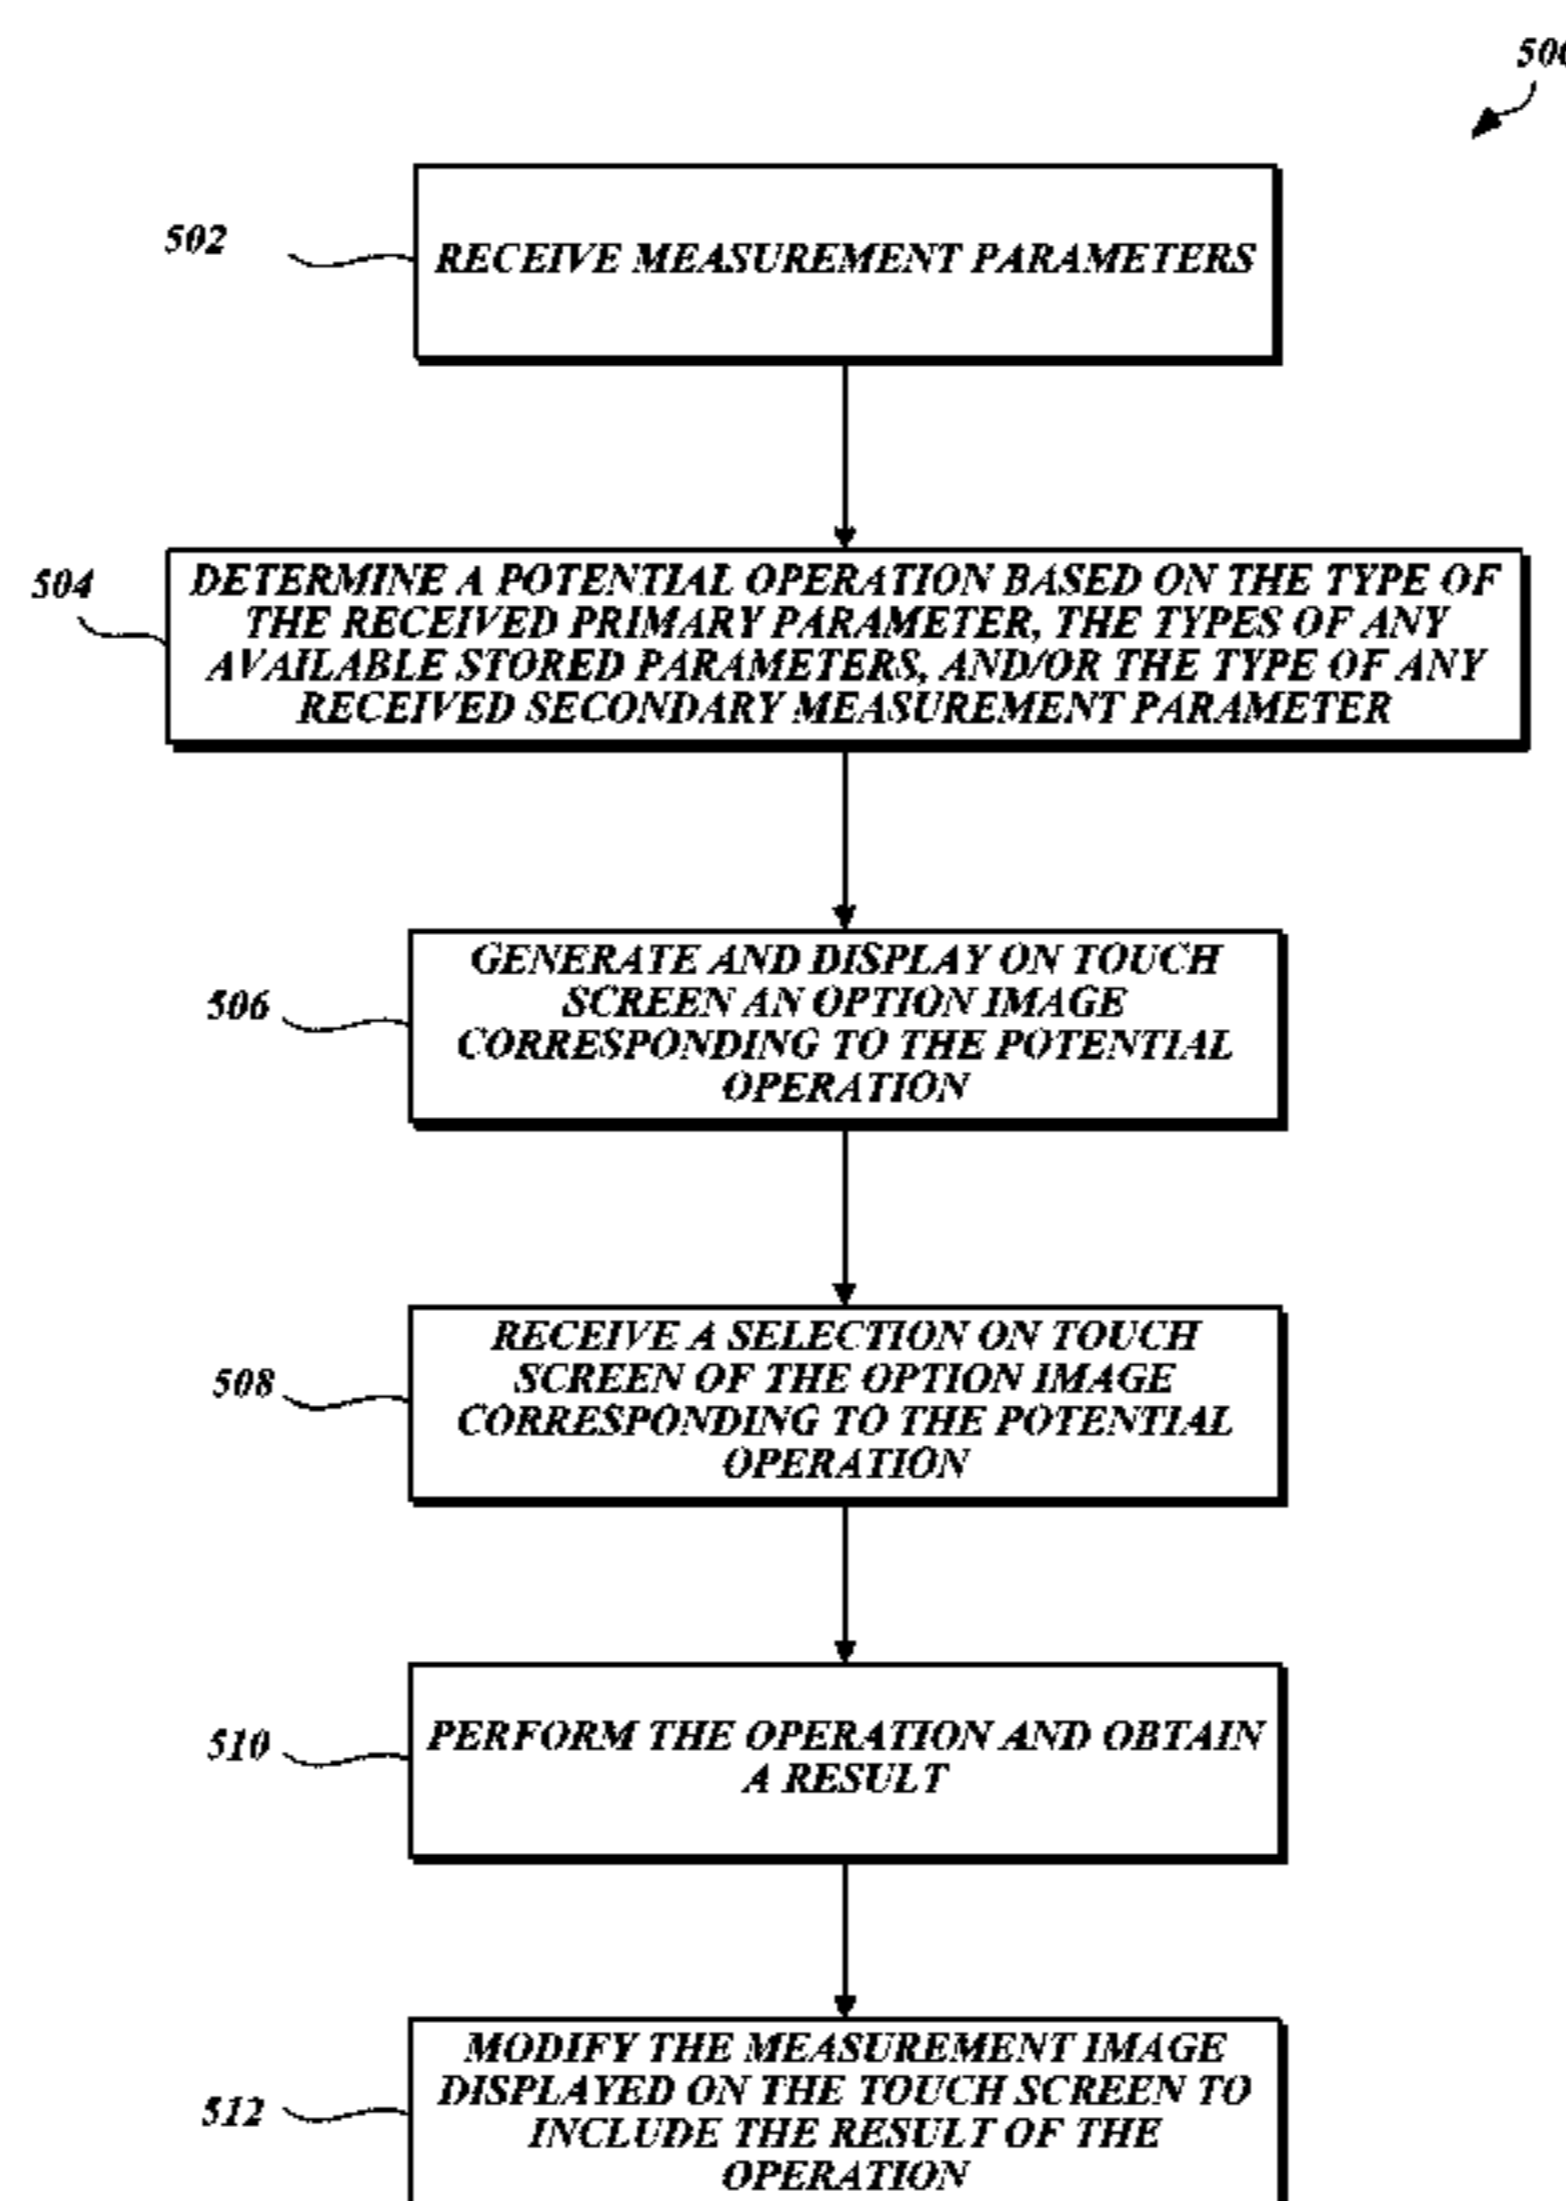 502
RECEIVE MEASUREMENT PARAMETERS
504
DETERMINE A POTENTIAL OPERATION BASED ON THE TYPE OF
THE RECEIVED PRIMARY PARAMETER, THE TYPES OF ANY
AVAILABLE STORED PARAMETERS, AND/OR THE TYPE OF ANY
RECEIVED SECONDARY MEASUREMENT PARAMETER
506
GENERATE AND DISPLAY ON TOUCH
SCREEN AN OPTION IMAGE
CORRESPONDING TO THE POTENTIAL
OPERATION
508
RECEIVE A SELECTION ON TOUCH
SCREEN OF THE OPTION IMAGE
CORRESPONDING TO THE POTENTIAL
OPERATION
510
PERFORM THE OPERATION AND OBTAIN
A RESULT
512
MODIFY THE MEASUREMENT IMAGE
DISPLAYED ON THE TOUCH SCREEN TO
INCLUDE THE RESULT OF THE
OPERATION